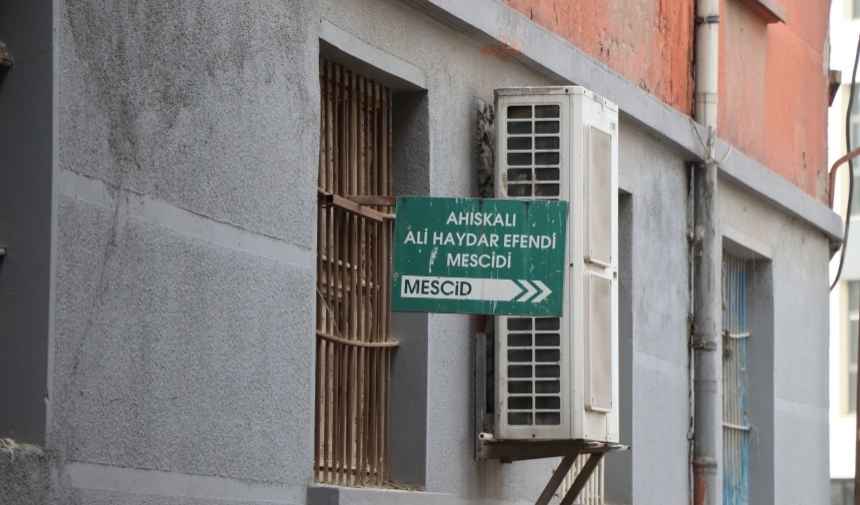 AHISKALI
ALİ HAYDAR EFENDİ
MESCİDİ
MESCİD